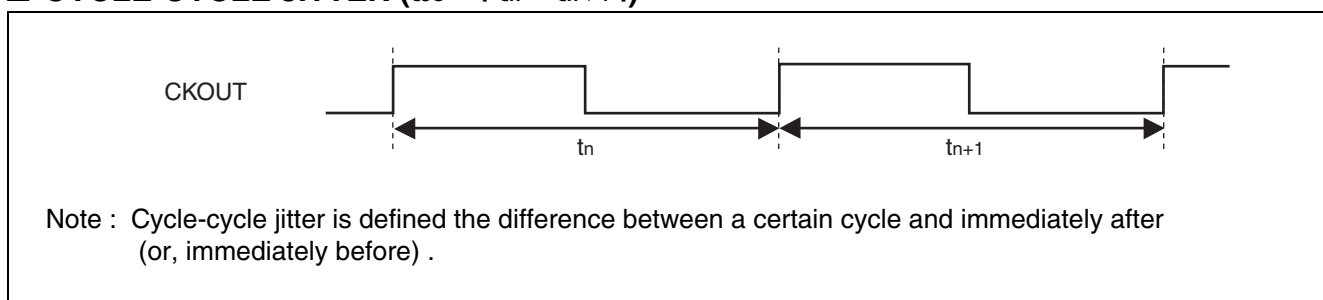 CKOUT
tn
tn+1
Note : Cycle-cycle jitter is defined the difference between a certain cycle and immediately after
(or, immediately before) .